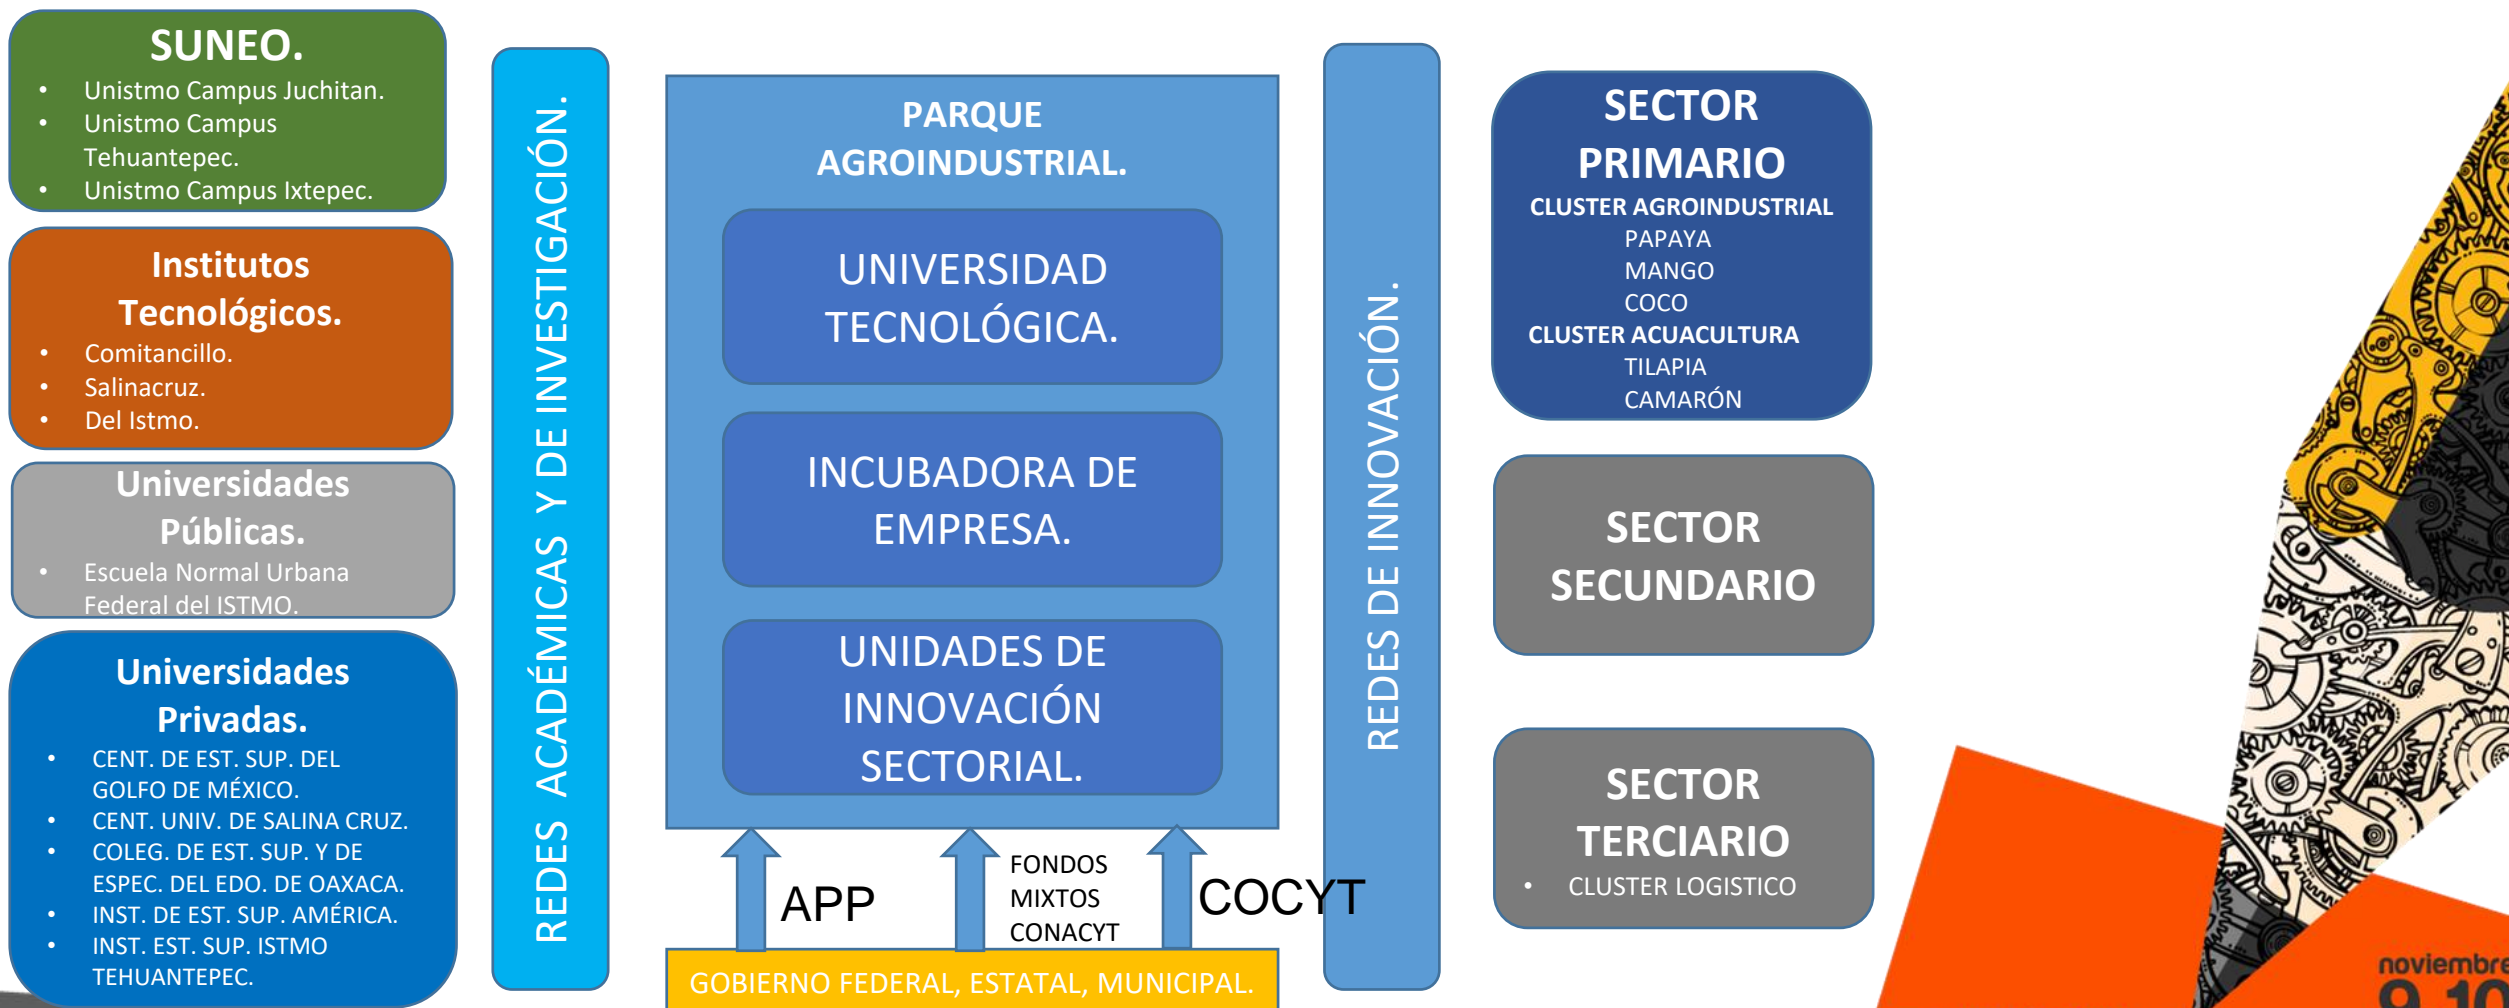 SUNEO.
• Unistmo Campus Juchitan.
• Unistmo Campus
Tehuantepec.
• Unistmo Campus Ixtepec.
Institutos
Tecnológicos.
• Comitancillo.
• Salinacruz.
• Del Istmo.
Universidades
Públicas.
• Escuela Normal Urbana
Federal del ISTMO.
Universidades
Privadas.
• CENT. DE EST. SUP. DEL
GOLFO DE MÉXICO.
• CENT. UNIV. DE SALINA CRUZ.
• COLEG. DE EST. SUP. Y DE
ESPEC. DEL EDO. DE OAXACA.
• INST. DE EST. SUP. AMÉRICA.
• INST. EST. SUP. ISTMO
TEHUANTEPEC.
REDES ACADÉMICAS Y DE INVESTIGACIÓN.
PARQUE
AGROINDUSTRIAL.
UNIVERSIDAD
TECNOLÓGICA.
INCUBADORA DE
EMPRESA.
UNIDADES DE
INNOVACIÓN
SECTORIAL.
APP
FONDOS
MIXTOS
CONACYT
COCYT
GOBIERNO FEDERAL, ESTATAL, MUNICIPAL.
REDES DE INNOVACIÓN.
SECTOR
PRIMARIO
CLUSTER AGROINDUSTRIAL
PAPAYA
MANGO
COCO
CLUSTER ACUACULTURA
TILAPIA
CAMARÓN
SECTOR
SECUNDARIO
SECTOR
TERCIARIO
• CLUSTER LOGISTICO
noviembre
9 10